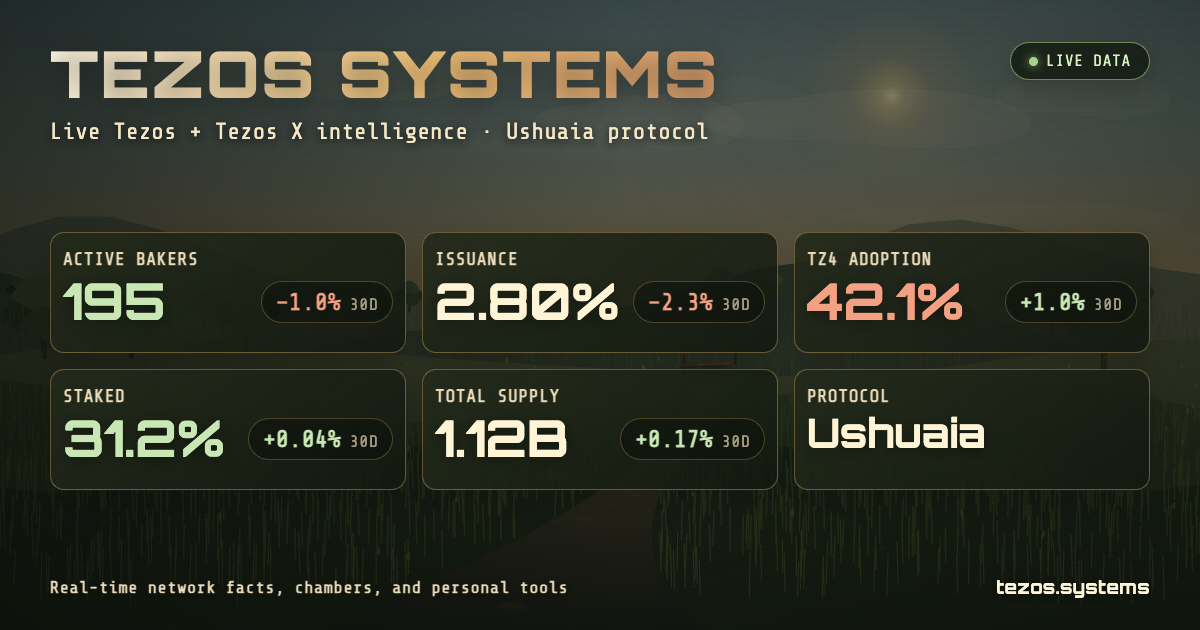 TEZOS SYSTEMS
LIVE DATA
Live Tezos + Tezos X intelligence · Ushuaia protocol
ACTIVE BAKERS
195
-1.0% 30D
ISSUANCE
2.80%
-2.3% 30D
TZ4 ADOPTION
42.1%
+1.0% 30D
STAKED
31.2%
+0.04% 30D
TOTAL SUPPLY
1.12B
+0.17% 30D
PROTOCOL
Ushuaia
Real-time network facts, chambers, and personal tools
tezos.systems